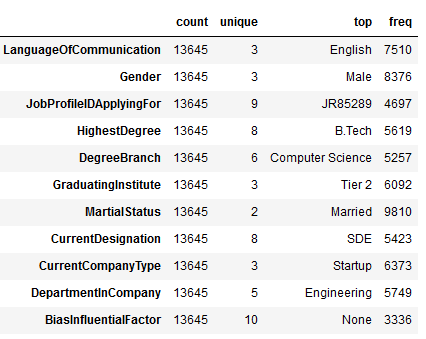 count unique top freq
LanguageOfCommunication 13645 3 English 7510
Gender 13645 3 Male 8376
JobProfileIDApplyingFor 13645 9 JR85289 4697
HighestDegree 13645 8 B.Tech 5619
DegreeBranch 13645 6 Computer Science 5257
GraduatingInstitute 13645 3 Tier 2 6092
MartialStatus 13645 2 Married 9810
CurrentDesignation 13645 8 SDE 5423
CurrentCompanyType 13645 3 Startup 6373
DepartmentInCompany 13645 5 Engineering 5749
BiasInfluentialFactor 13645 10 None 3336